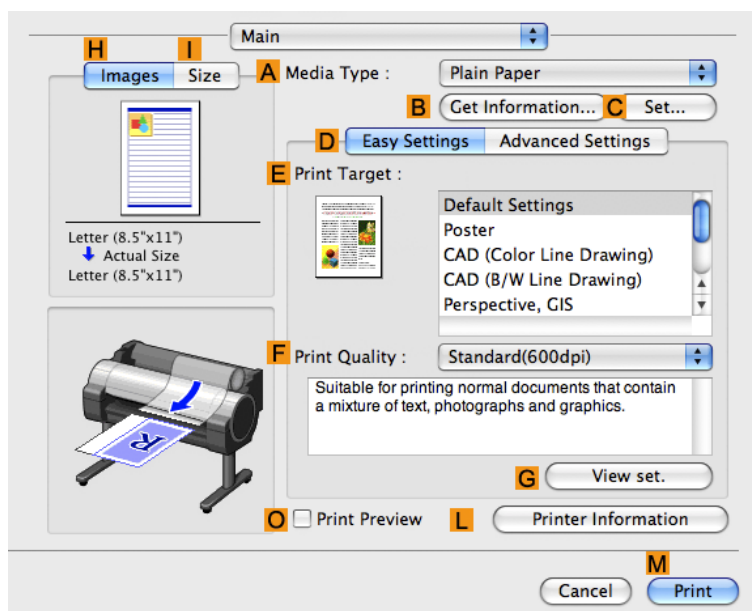 Main
H
I
Images Size
A Media Type : Plain Paper
B Get Information... C Set...
D Easy Settings Advanced Settings
E Print Target :
Default Settings
Poster
CAD (Color Line Drawing)
CAD (B/W Line Drawing)
Perspective, GIS
Letter (8.5"x11")
Actual Size
Letter (8.5"x11")
F Print Quality : Standard(600dpi)
Suitable for printing normal documents that contain
a mixture of text, photographs and graphics.
R
G View set.
O Print Preview L Printer Information
M
Cancel Print